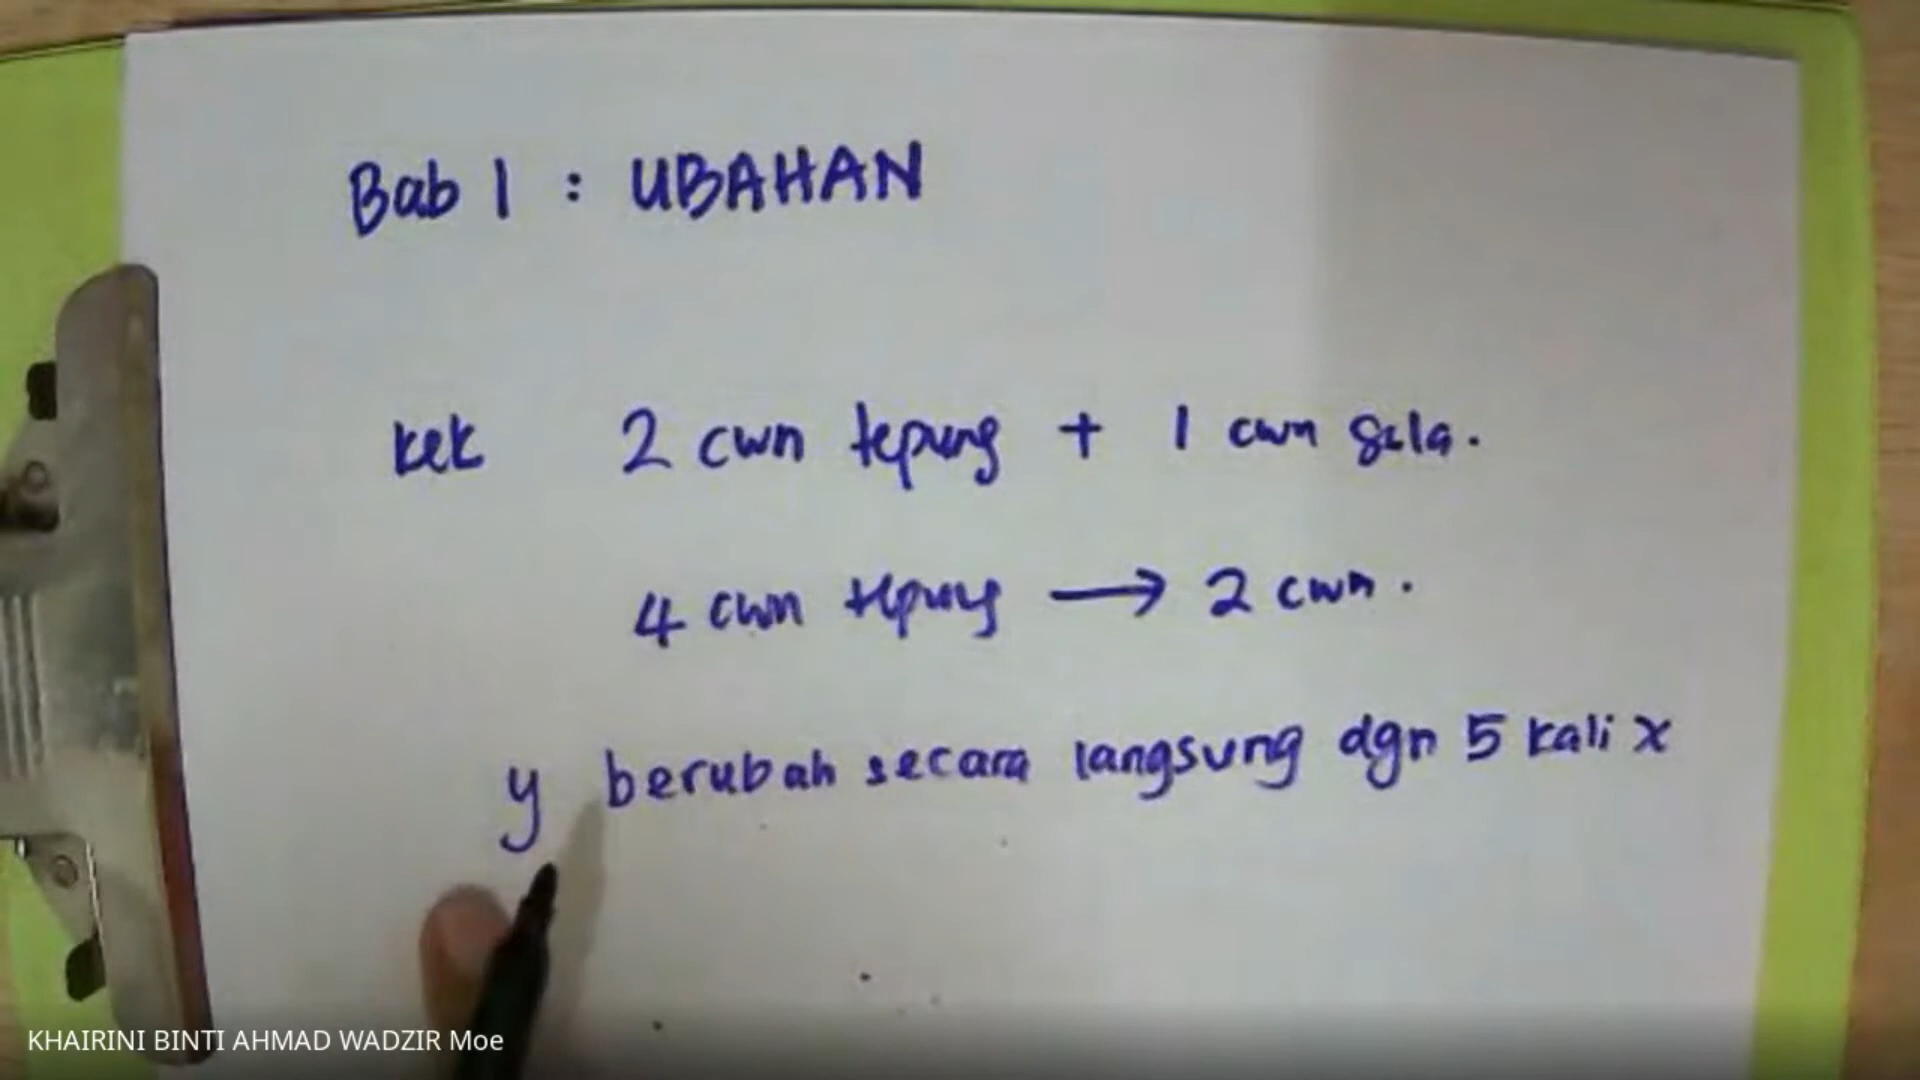 Bab 1 : UBAHAN
kek 2 cwn tepung + 1 cwn gula.
4 cwn tepung → 2 cwn.
y berubah secara langsung dgn 5 kali x
KHAIRINI BINTI AHMAD WADZIR Moe